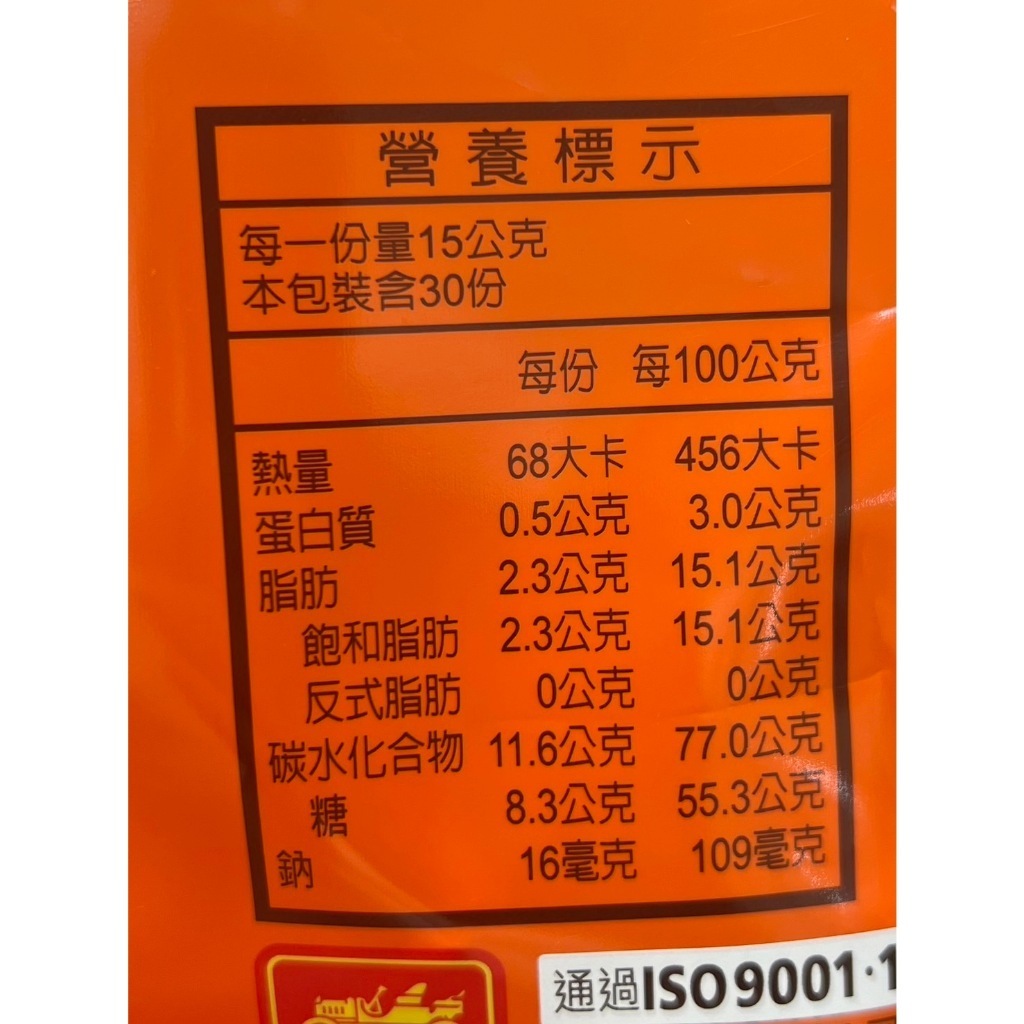 營養標示
每一份量15公克
本包裝含30份
每份 每100公克
熱量 68大卡 456大卡
蛋白質 0.5公克 3.0公克
脂肪 2.3公克 15.1公克
飽和脂肪 2.3公克 15.1公克
反式脂肪 0公克 0公克
碳水化合物 11.6公克 77.0公克
糖 8.3公克 55.3公克
鈉 16毫克 109毫克
通過ISO9001·1